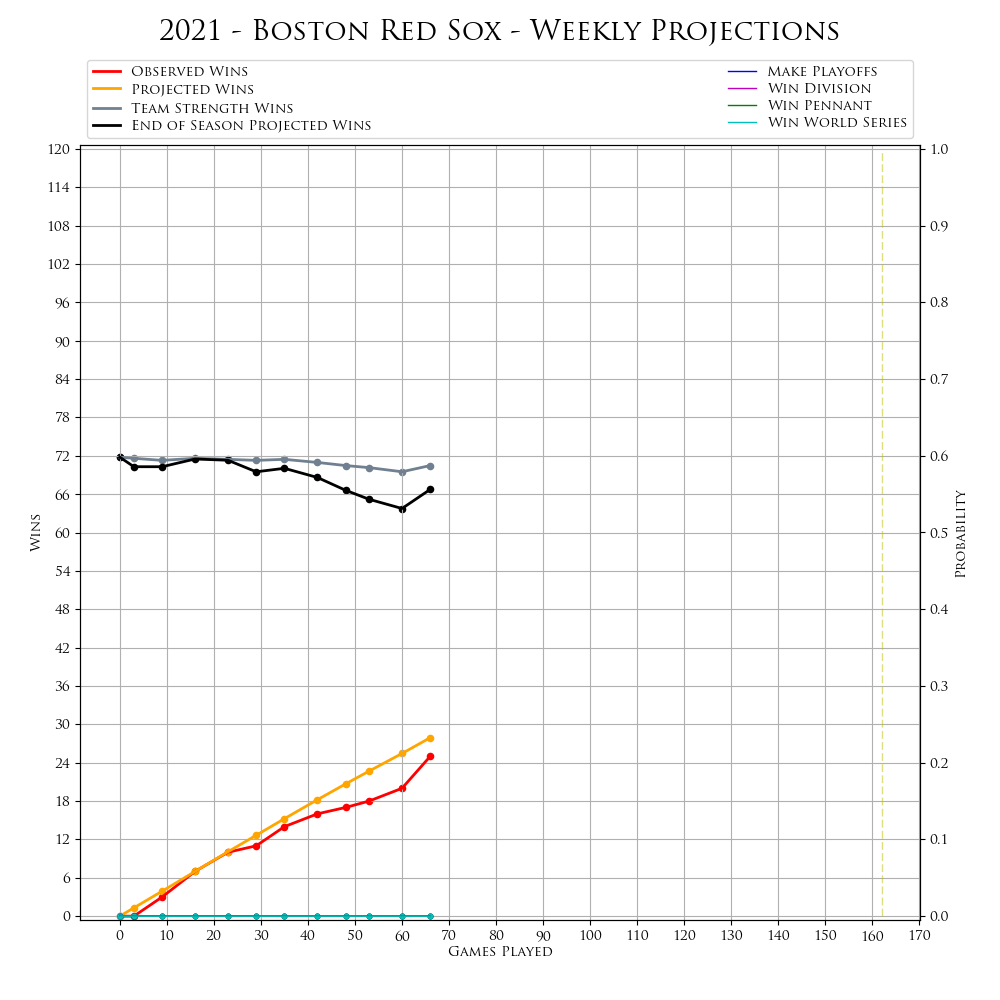 2021 - Boston Red Sox - Weekly Projections
Observed Wins
Projected Wins
Team Strength Wins
End of Season Projected Wins
Make Playoffs
Win Division
Win Pennant
Win World Series
120
114
108
102
96
90
84
78
72
66
60
54
48
42
36
30
24
18
12
6
0
Wins
1.0
0.9
0.8
0.7
0.6
0.5
0.4
0.3
0.2
0.1
0.0
Probability
0 10 20 30 40 50 60 70 80 90 100 110 120 130 140 150 160 170
Games Played